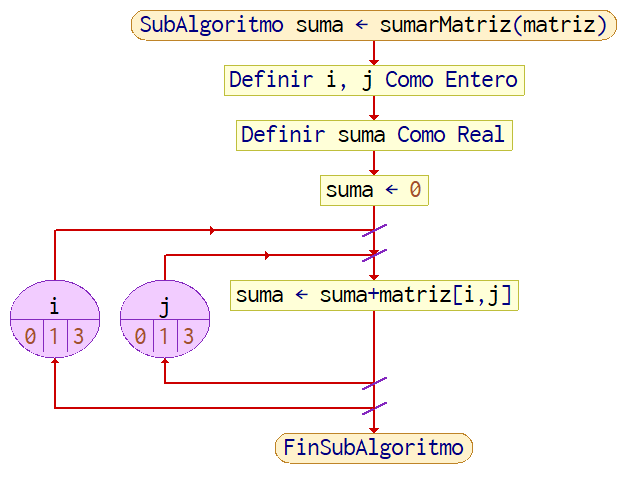 SubAlgoritmo suma ← sumarMatriz(matriz)
Definir i, j Como Entero
Definir suma Como Real
suma ← 0
i
0 1 3
j
0 1 3
suma ← suma+matriz[i,j]
FinSubAlgoritmo